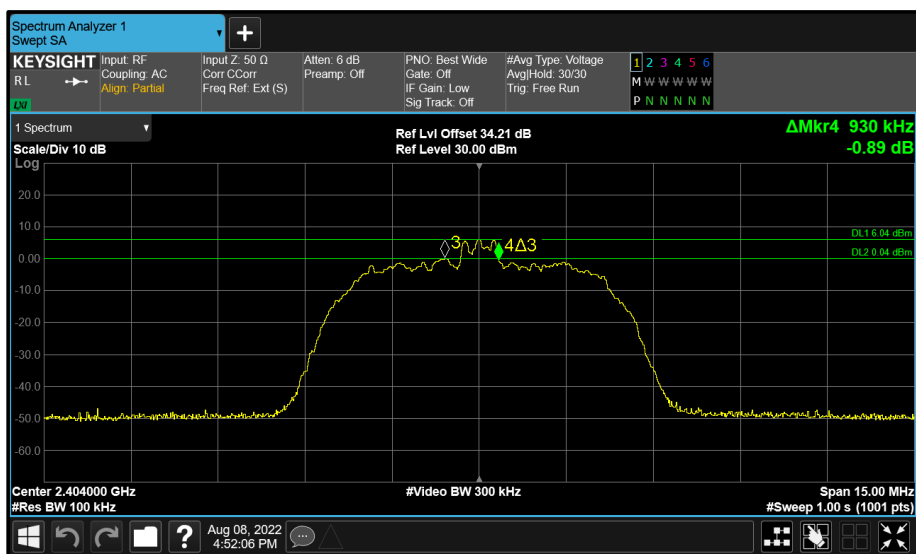 Spectrum Analyzer 1
Swept SA
+
KEYSIGHT
RL
LXI
Input: RF
Coupling: AC
Align: Partial
Input Z: 50 Ω
Corr CCorr
Freq Ref: Ext (S)
Atten: 6 dB
Preamp: Off
PNO: Best Wide
Gate: Off
IF Gain: Low
Sig Track: Off
#Avg Type: Voltage
Avg|Hold: 30/30
Trig: Free Run
1 2 3 4 5 6
M W W W W W
P N N N N N
1 Spectrum
Scale/Div 10 dB
Log
Ref Lvl Offset 34.21 dB
Ref Level 30.00 dBm
ΔMkr4 930 kHz
-0.89 dB
20.0
10.0
0.00
-10.0
-20.0
-30.0
-40.0
-50.0
-60.0
3
4Δ3
DL1 6.04 dBm
DL2 0.04 dBm
Center 2.404000 GHz
#Res BW 100 kHz
#Video BW 300 kHz
Span 15.00 MHz
#Sweep 1.00 s (1001 pts)
?
Aug 08, 2022
4:52:06 PM